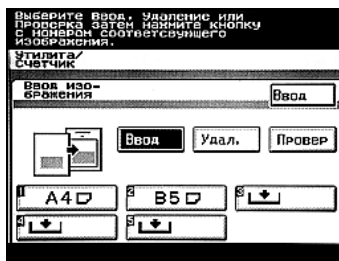 Выберите Ввод, Удаление или
Проверка затем нажмите кнопку
с номером соответсвующего
изображения.
Утилита/
Счетчик
Ввод изо-
бражения
Ввод
Ввод Удал. Провер
1 A4 2 B5 3
4 5